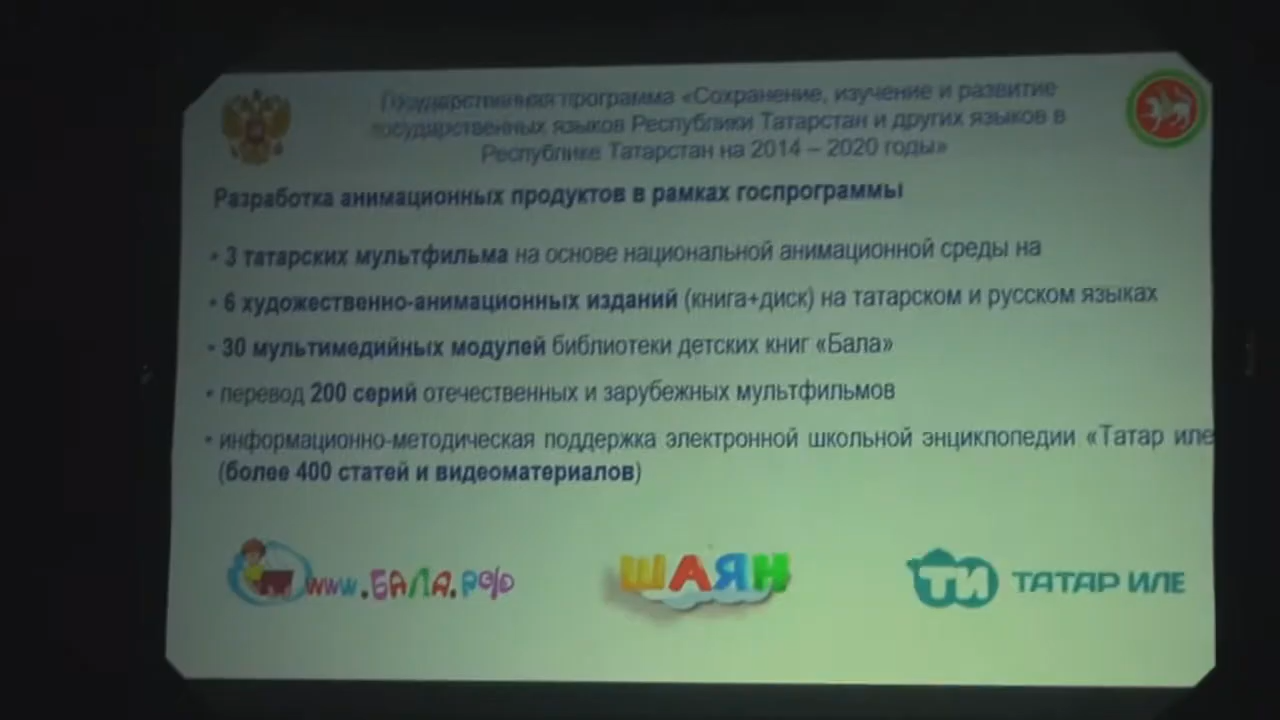 Государственная программа «Сохранение, изучение и развитие
государственных языков Республики Татарстан и других языков в
Республике Татарстан на 2014 – 2020 годы»
Разработка анимационных продуктов в рамках госпрограммы
• 3 татарских мультфильма на основе национальной анимационной среды на
• 6 художественно-анимационных изданий (книга+диск) на татарском и русском языках
• 30 мультимедийных модулей библиотеки детских книг «Бала»
• перевод 200 серий отечественных и зарубежных мультфильмов
• информационно-методическая поддержка электронной школьной энциклопедии «Татар иле
(более 400 статей и видеоматериалов)
www.БАЛА.РФ
ШАЯН
ТИ ТАТАР ИЛЕ